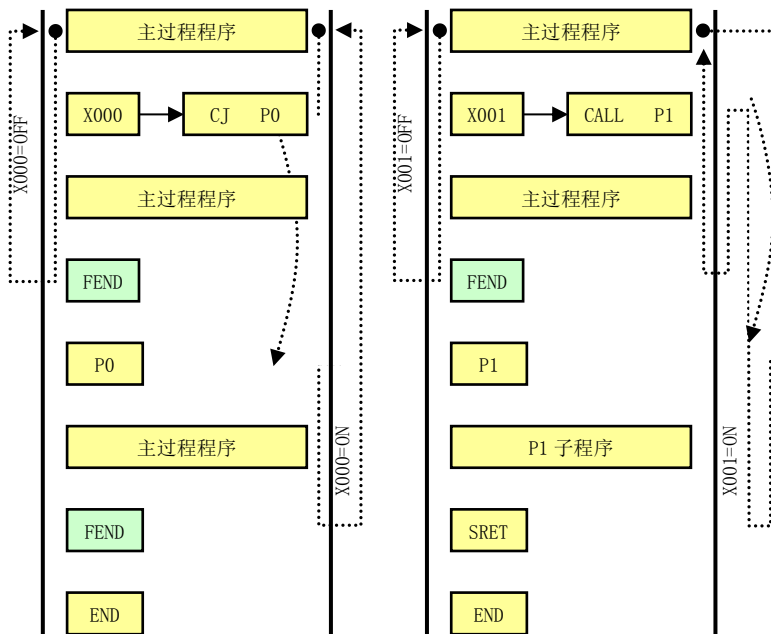 主过程程序
X000
CJ P0
主过程程序
FEND
P0
主过程程序
FEND
END
X000=OFF
X000=ON
主过程程序
X001
CALL P1
主过程程序
FEND
P1
P1 子程序
SRET
END
X001=OFF
X001=ON